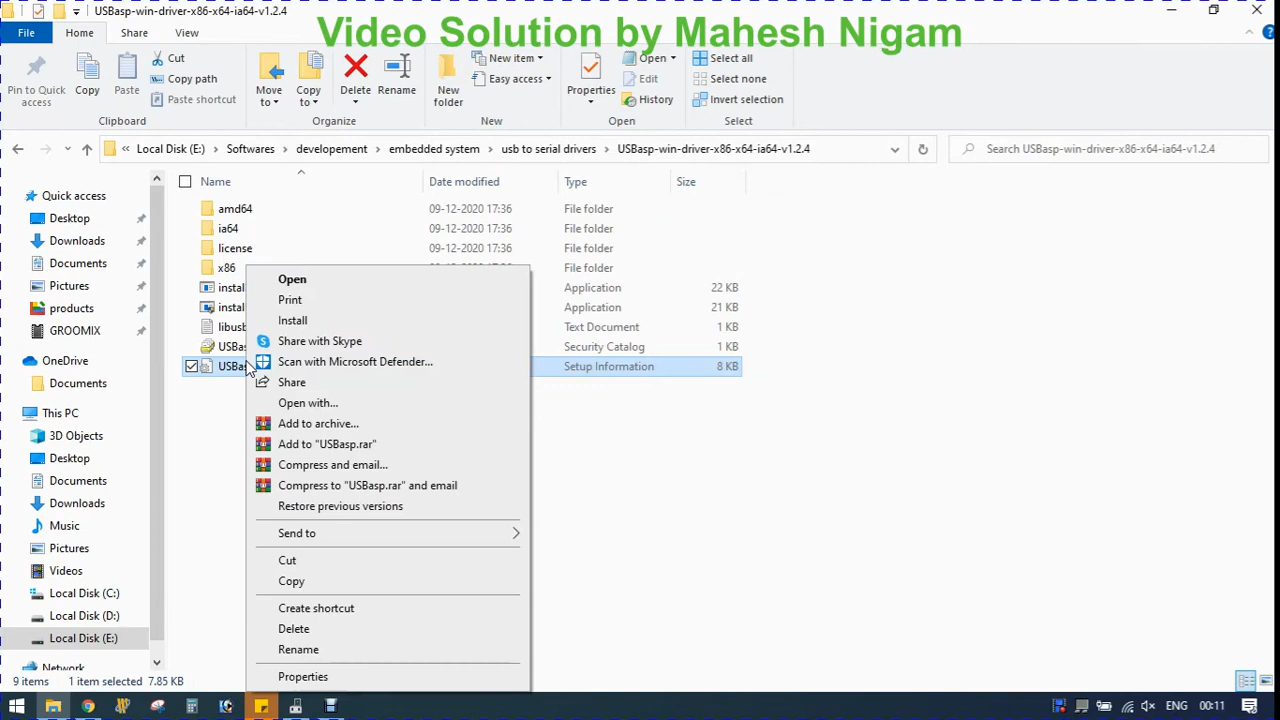 USBasp-win-driver-x86-x64-ia64-v1.2.4
Video Solution by Mahesh Nigam
File Home Share View
Pin to Quick access
Copy
Paste
Cut
Copy path
Paste shortcut
Clipboard
Move to
Copy to
Delete
Rename
Organize
New folder
New item
Easy access
New
Properties
Open
Edit
History
Open
Select all
Select none
Invert selection
Select
« Local Disk (E:) > Softwares > developement > embedded system > usb to serial drivers > USBasp-win-driver-x86-x64-ia64-v1.2.4
Search USBasp-win-driver-x86-x64-ia64-v1.2.4
Quick access
Desktop
Downloads
Documents
Pictures
products
GROOMIX
OneDrive
Documents
This PC
3D Objects
Desktop
Documents
Downloads
Music
Pictures
Videos
Local Disk (C:)
Local Disk (D:)
Local Disk (E:)
Network
Name Date modified Type Size
amd64 09-12-2020 17:36 File folder
ia64 09-12-2020 17:36 File folder
license 09-12-2020 17:36 File folder
x86 File folder
instal Application 22 KB
instal Application 21 KB
libusb Text Document 1 KB
USBas Security Catalog 1 KB
USBas Setup Information 8 KB
Open
Print
Install
Share with Skype
Scan with Microsoft Defender...
Share
Open with...
Add to archive...
Add to "USBasp.rar"
Compress and email...
Compress to "USBasp.rar" and email
Restore previous versions
Send to
Cut
Copy
Create shortcut
Delete
Rename
Properties
9 items 1 item selected 7.85 KB
ENG 00:11